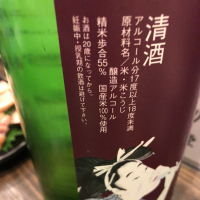 清酒
アルコール分17度以上18度未満
原材料名／米・米こうじ
醸造アルコール
精米歩合55％ 国産米100％使用
お酒は20歳になってから。
妊娠中・授乳期の飲酒は避けて下さい。